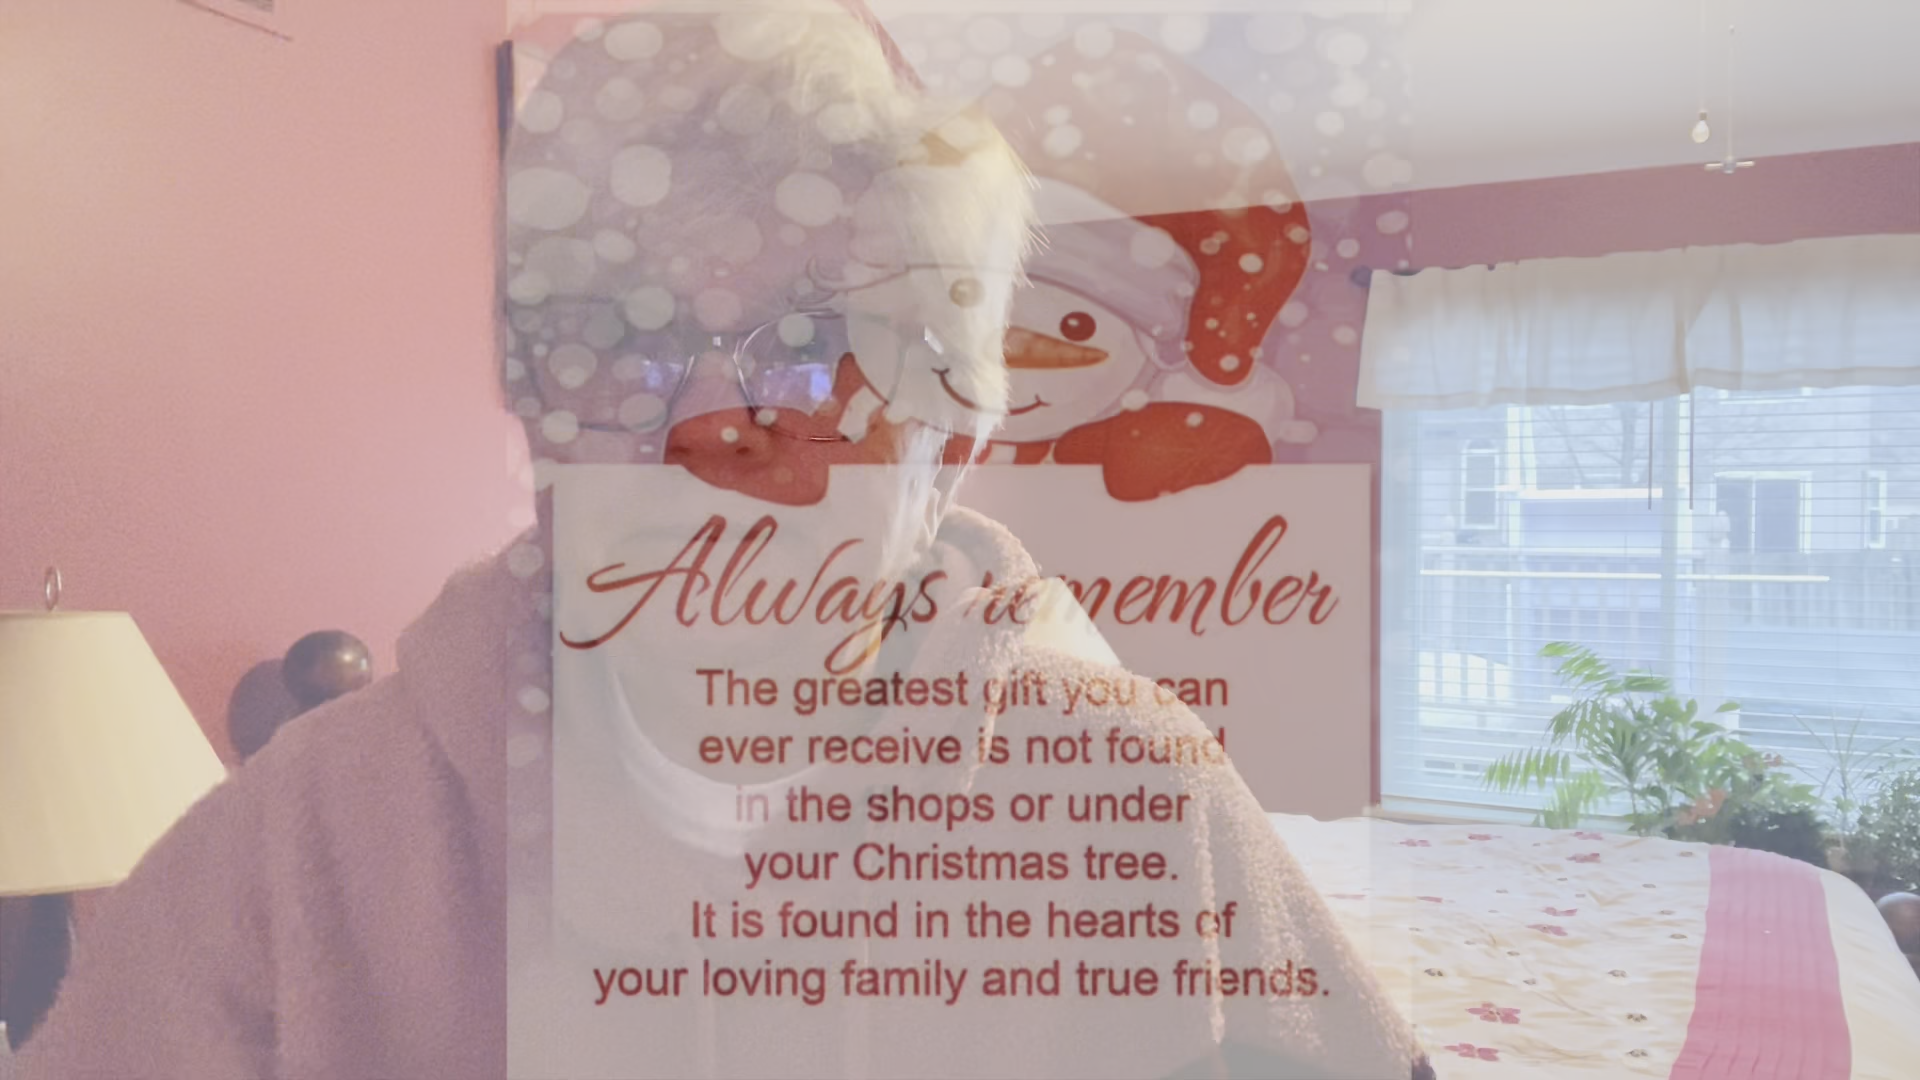 Always remember
The greatest gift you can
ever receive is not found
in the shops or under
your Christmas tree.
It is found in the hearts of
your loving family and true friends.